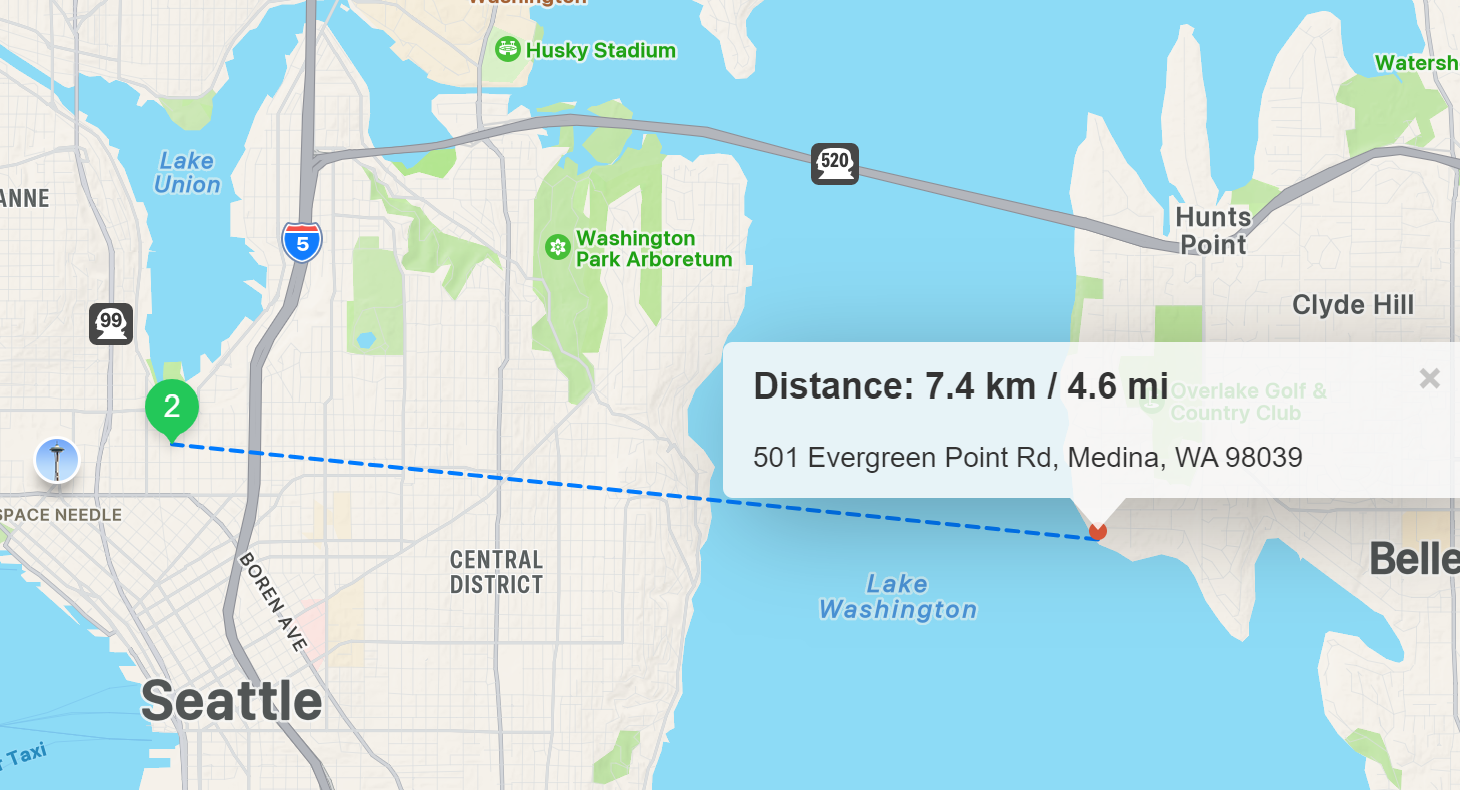 Washington
Husky Stadium
Watersh
Lake
Union
520
ANNE
Hunts
Point
5
Washington
Park Arboretum
99
Clyde Hill
2
Distance: 7.4 km / 4.6 mi
×
Overlake Golf &
Country Club
501 Evergreen Point Rd, Medina, WA 98039
SPACE NEEDLE
CENTRAL
DISTRICT
BOREN AVE
Belle
Lake
Washington
Seattle
r Taxi